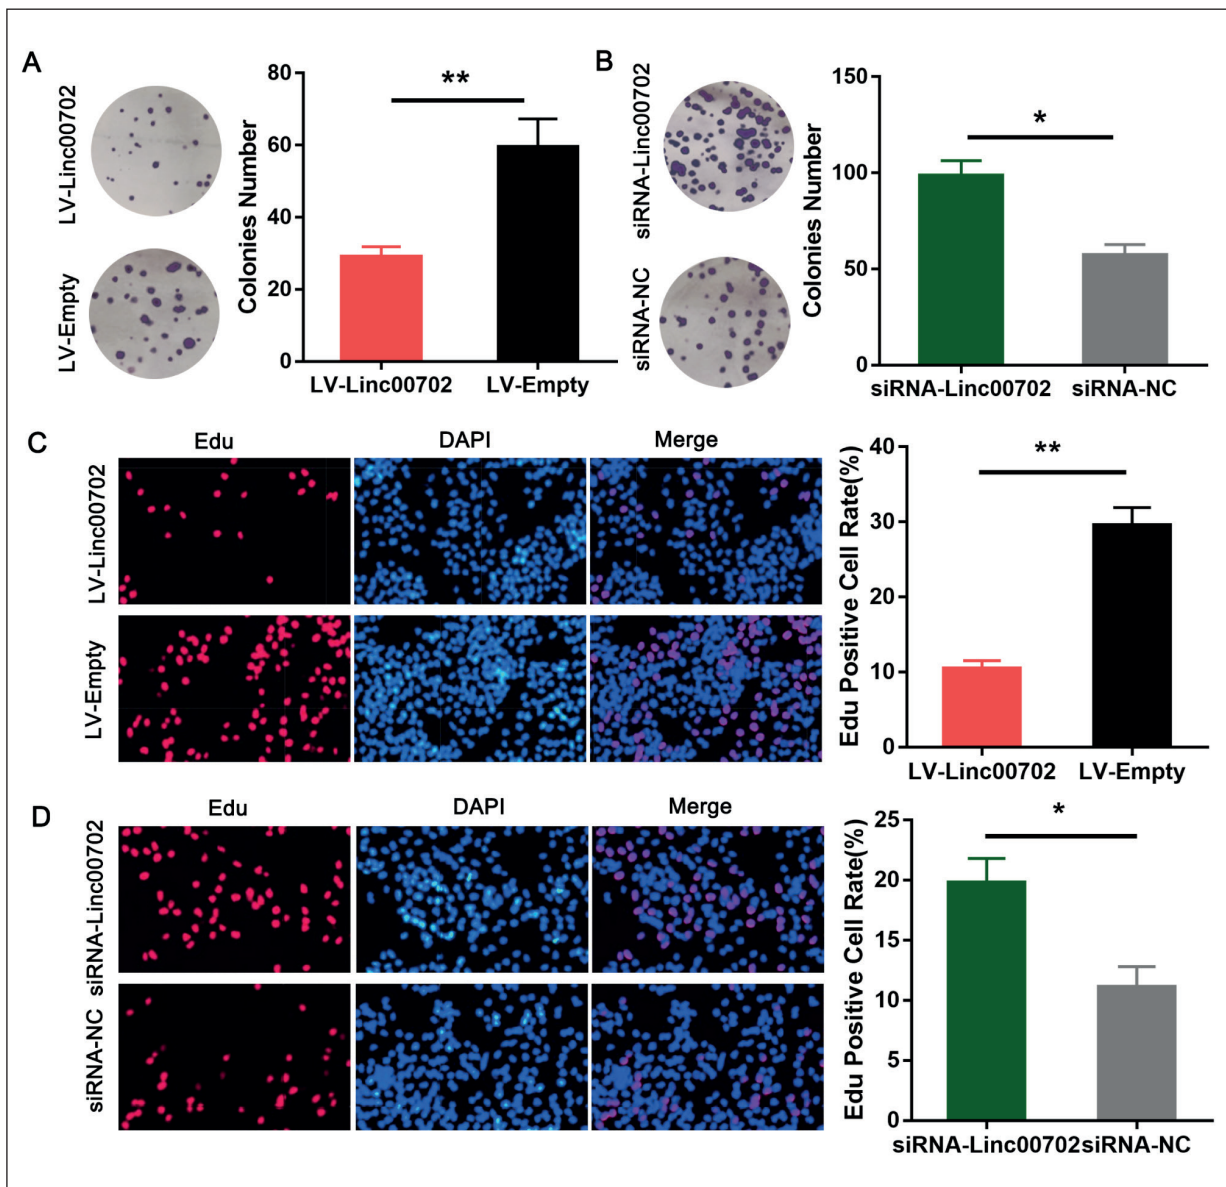 A
LV-Linc00702
LV-Empty
Colonies Number
80
60
40
20
0
**
LV-Linc00702 LV-Empty
B
siRNA-Linc00702
siRNA-NC
Colonies Number
150
100
50
0
*
siRNA-Linc00702 siRNA-NC
C
Edu DAPI Merge
LV-Linc00702
LV-Empty
Edu Positive Cell Rate(%)
40
30
20
10
0
**
LV-Linc00702 LV-Empty
D
Edu DAPI Merge
siRNA-Linc00702
siRNA-NC
Edu Positive Cell Rate(%)
25
20
15
10
5
0
*
siRNA-Linc00702 siRNA-NC